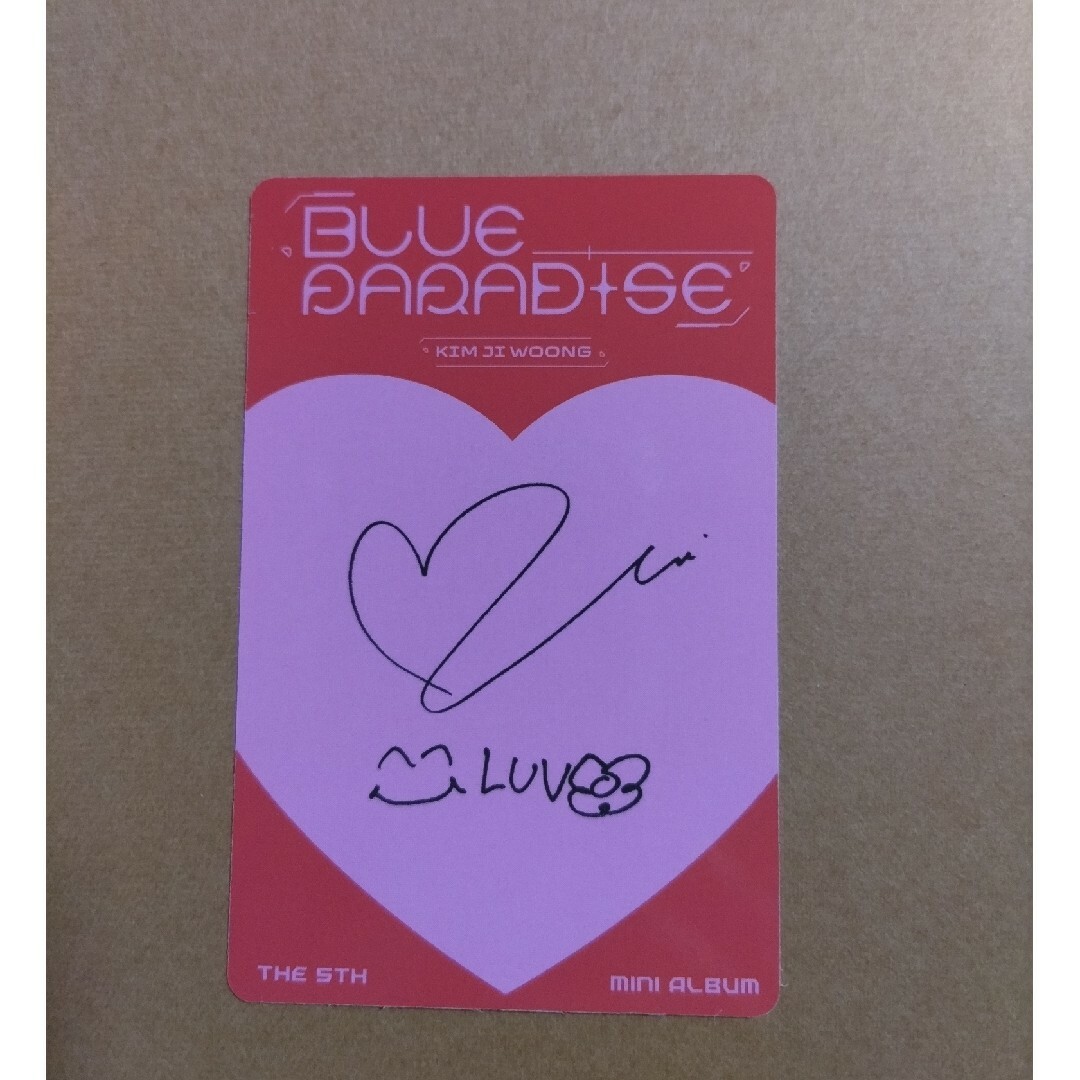 BLUE
PARADISE
KIM JI WOONG
LUV
THE 5TH
MINI ALBUM